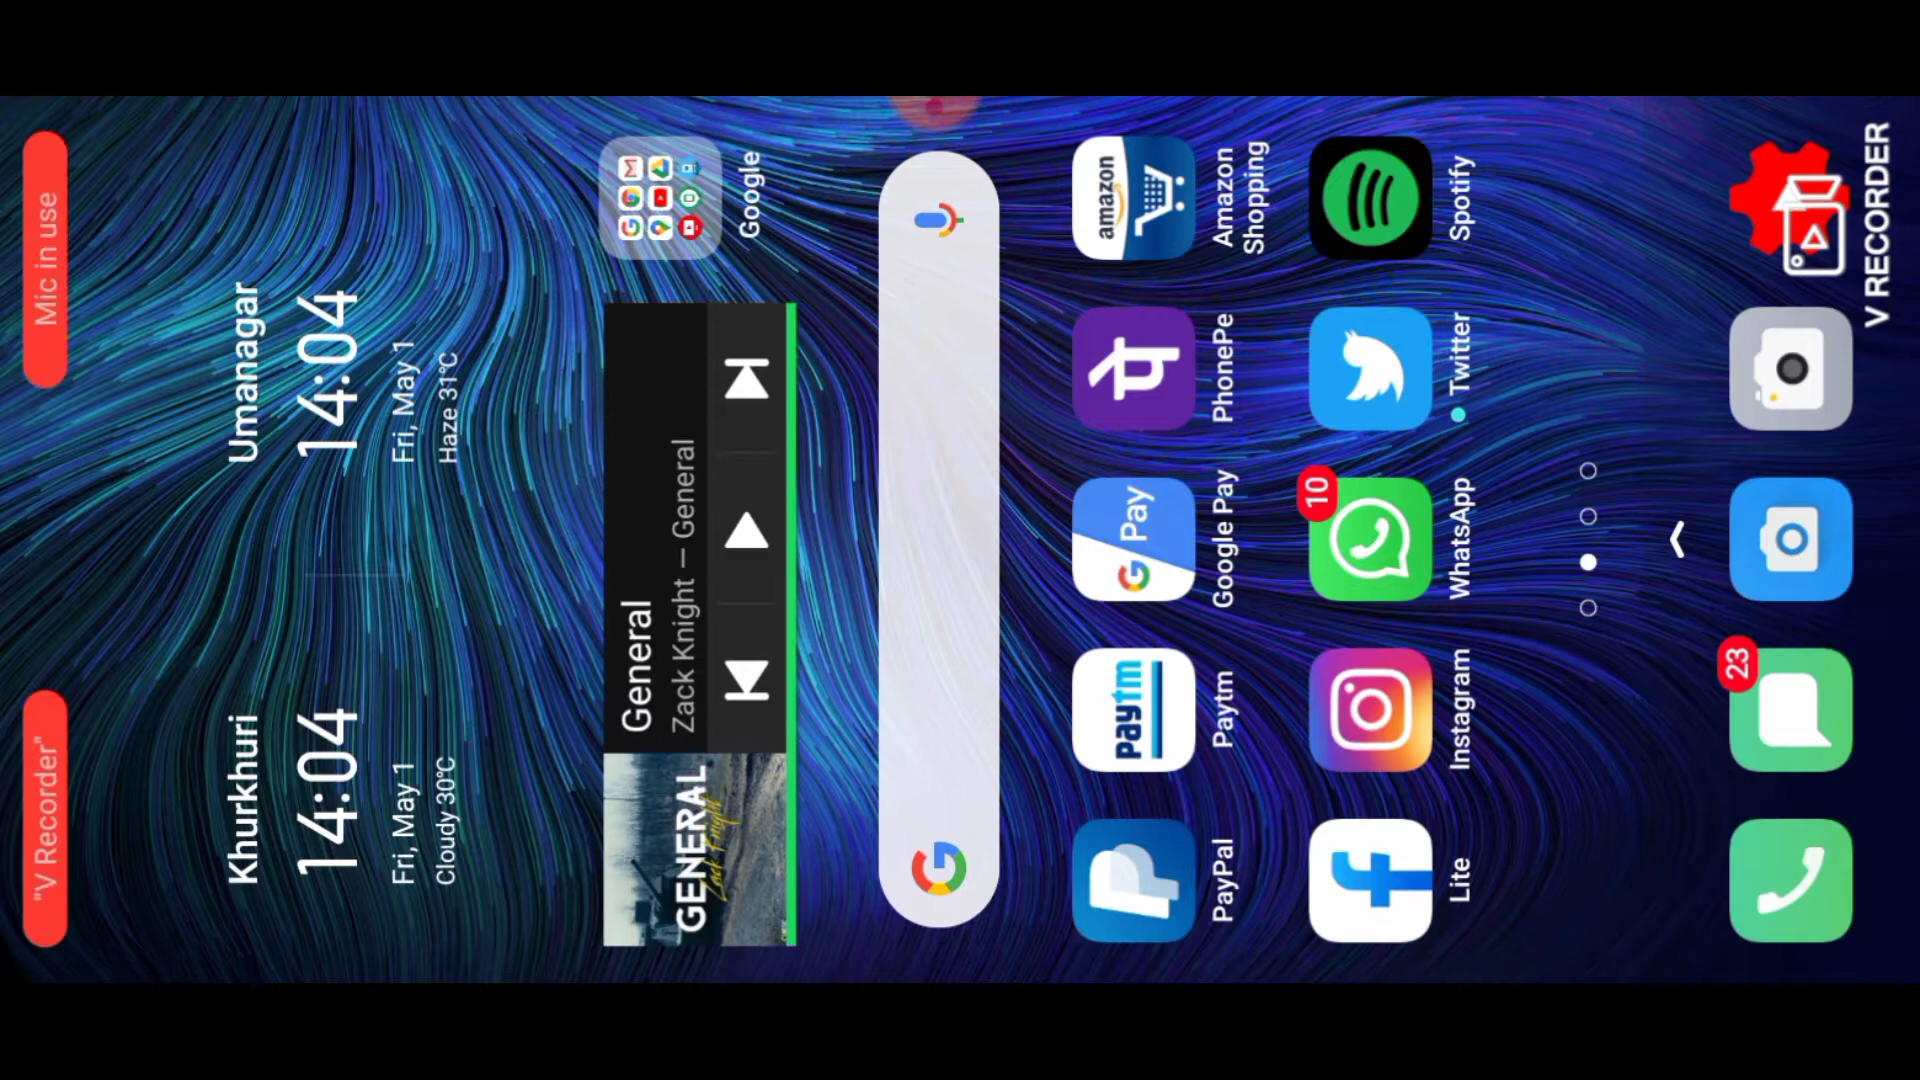 "V Recorder"
Mic in use
Khurkhuri
14:04
Fri, May 1
Cloudy 30°C
Umanagar
14:04
Fri, May 1
Haze 31°C
GENERAL
Zack Knight
General
Zack Knight — General
Google
PayPal
Paytm
Paytm
G Pay
Google Pay
PhonePe
amazon
Amazon
Shopping
Lite
Instagram
10
WhatsApp
Twitter
Spotify
23
V RECORDER